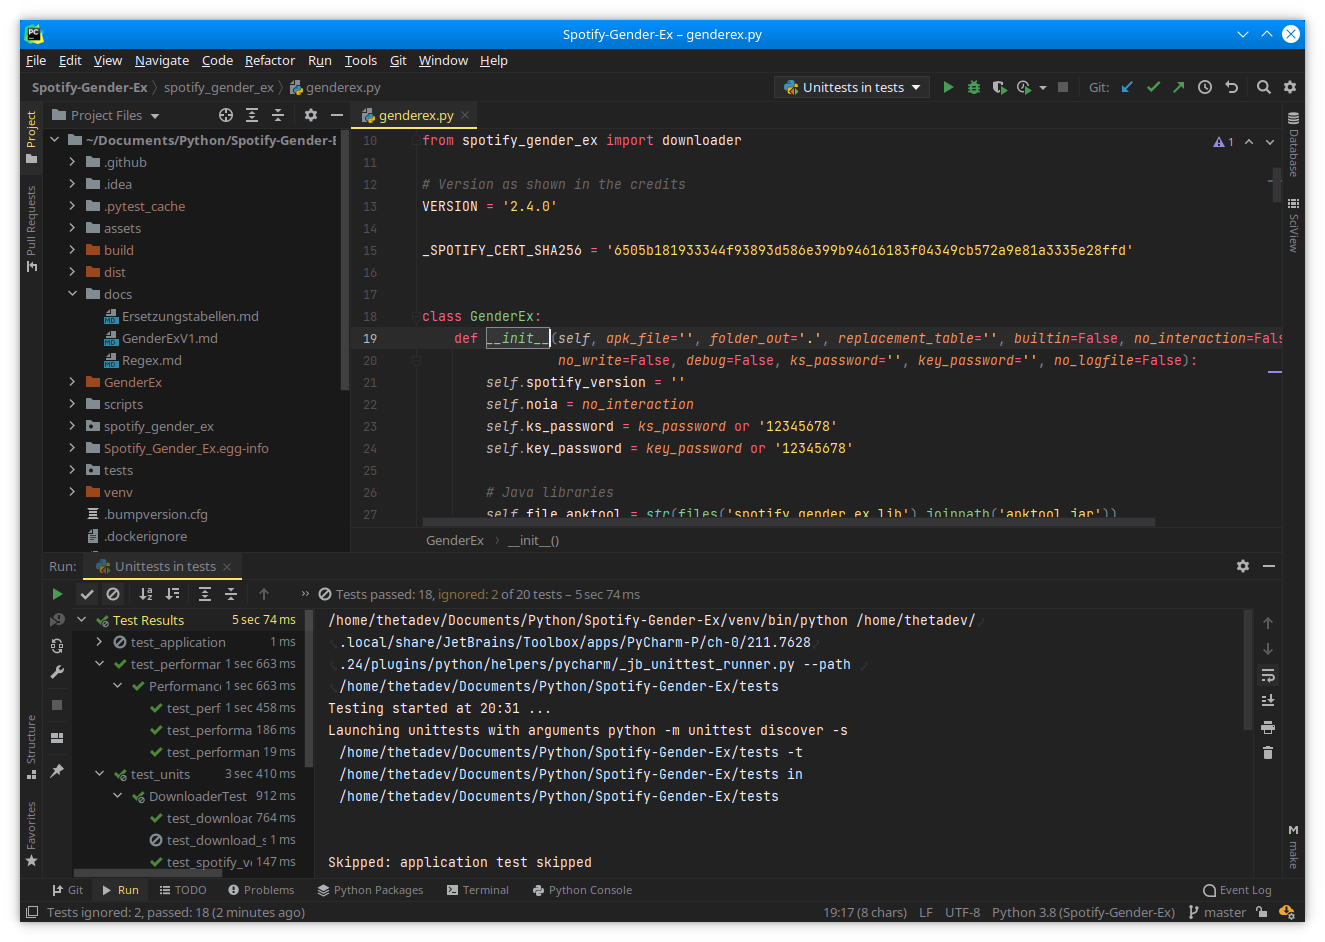 PC
Spotify-Gender-Ex – genderex.py
File Edit View Navigate Code Refactor Run Tools Git Window Help
Spotify-Gender-Ex spotify_gender_ex genderex.py Unittests in tests Git:
Project
Pull Requests
Structure
Favorites
Project Files
~/Documents/Python/Spotify-Gender-E
.github
.idea
.pytest_cache
assets
build
dist
docs
MD Ersetzungstabellen.md
MD GenderExV1.md
MD Regex.md
GenderEx
scripts
spotify_gender_ex
Spotify_Gender_Ex.egg-info
tests
venv
.bumpversion.cfg
.dockerignore
genderex.py
1
10 from spotify_gender_ex import downloader
11
12 # Version as shown in the credits
13 VERSION = '2.4.0'
14
15 _SPOTIFY_CERT_SHA256 = '6505b181933344f93893d586e399b94616183f04349cb572a9e81a3335e28ffd'
16
17
18 class GenderEx:
19 def __init__(self, apk_file='', folder_out='.', replacement_table='', builtin=False, no_interaction=Fals
20 no_write=False, debug=False, ks_password='', key_password='', no_logfile=False):
21 self.spotify_version = ''
22 self.noia = no_interaction
23 self.ks_password = ks_password or '12345678'
24 self.key_password = key_password or '12345678'
25
26 # Java libraries
27 self.file_apktool = str(files('spotify_gender_ex.lib').joinpath('apktool.jar'))
GenderEx __init__()
Database
SciView
make
Run: Unittests in tests
Tests passed: 18, ignored: 2 of 20 tests – 5 sec 74 ms
Test Results 5 sec 74 ms
test_application 1 ms
test_performar 1 sec 663 ms
Performanc 1 sec 663 ms
test_perf 1 sec 458 ms
test_performa 186 ms
test_performan 19 ms
test_units 3 sec 410 ms
DownloaderTest 912 ms
test_downloac 764 ms
test_download_s 1 ms
test_spotify_ve 147 ms
/home/thetadev/Documents/Python/Spotify-Gender-Ex/venv/bin/python /home/thetadev/
.local/share/JetBrains/Toolbox/apps/PyCharm-P/ch-0/211.7628
.24/plugins/python/helpers/pycharm/_jb_unittest_runner.py --path
/home/thetadev/Documents/Python/Spotify-Gender-Ex/tests
Testing started at 20:31 ...
Launching unittests with arguments python -m unittest discover -s
/home/thetadev/Documents/Python/Spotify-Gender-Ex/tests -t
/home/thetadev/Documents/Python/Spotify-Gender-Ex/tests in
/home/thetadev/Documents/Python/Spotify-Gender-Ex/tests
Skipped: application test skipped
Git Run TODO Problems Python Packages Terminal Python Console Event Log
Tests ignored: 2, passed: 18 (2 minutes ago) 19:17 (8 chars) LF UTF-8 Python 3.8 (Spotify-Gender-Ex) master